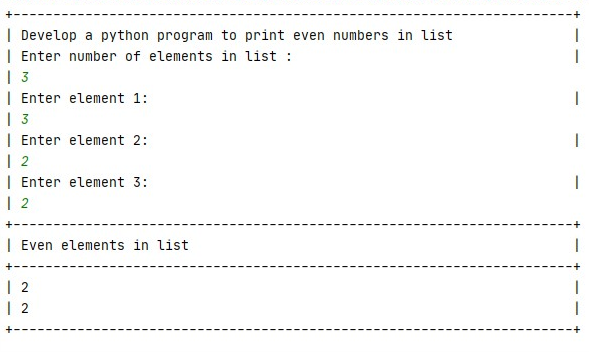 +----------------------------------------------------------------------+
| Develop a python program to print even numbers in list               |
| Enter number of elements in list :                                   |
| 3
| Enter element 1:                                                     |
| 3
| Enter element 2:                                                     |
| 2
| Enter element 3:                                                     |
| 2
+----------------------------------------------------------------------+
| Even elements in list                                                |
+----------------------------------------------------------------------+
| 2                                                                    |
| 2                                                                    |
+----------------------------------------------------------------------+